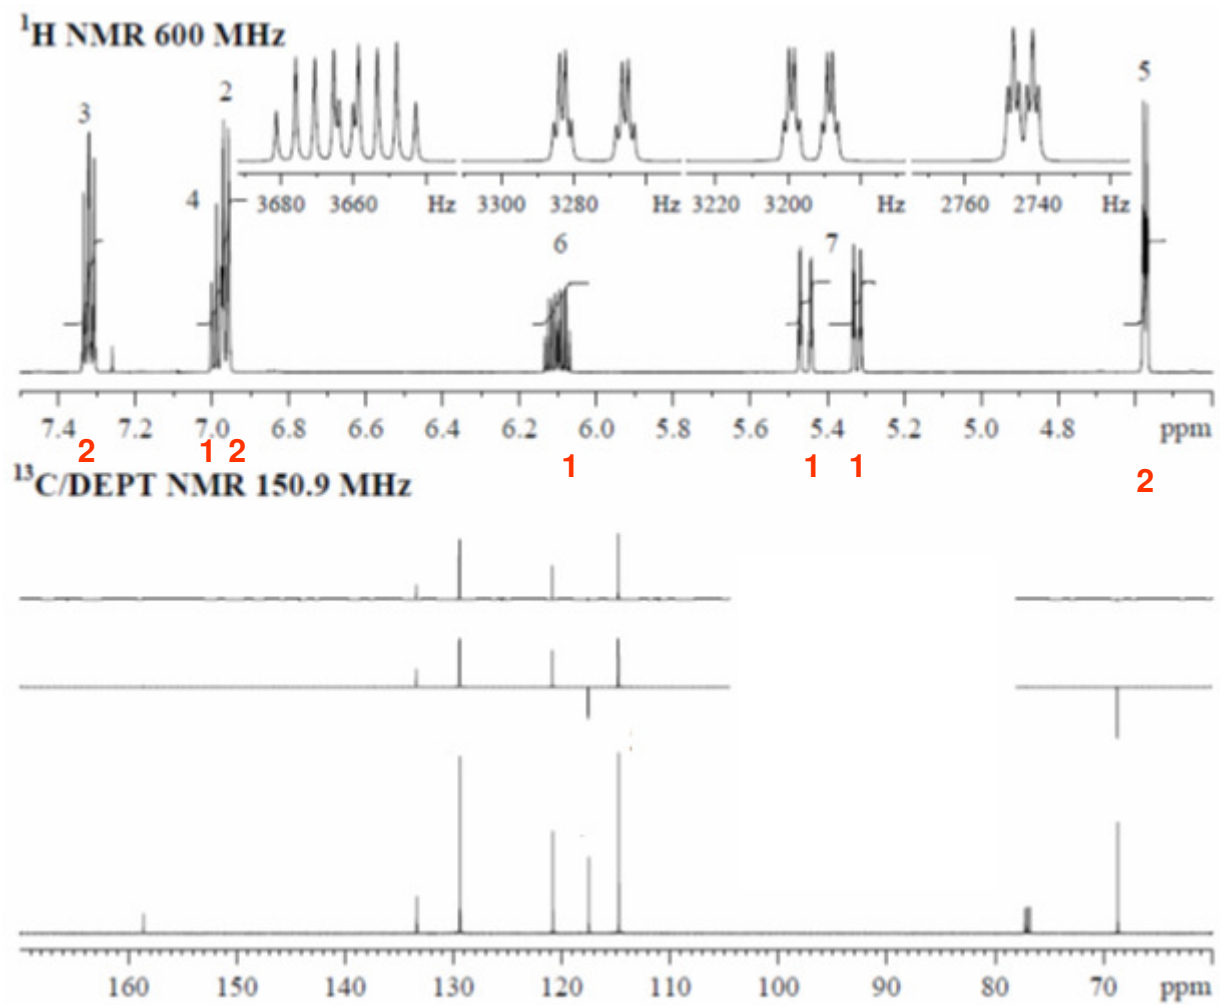 ¹H NMR 600 MHz
3
2
4
5
3680 3660 Hz
3300 3280 Hz
3220 3200 Hz
2760 2740 Hz
6
7
7.4 7.2 7.0 6.8 6.6 6.4 6.2 6.0 5.8 5.6 5.4 5.2 5.0 4.8 ppm
2 1 2 1 1 1 2
¹³C/DEPT NMR 150.9 MHz
160 150 140 130 120 110 100 90 80 70 ppm